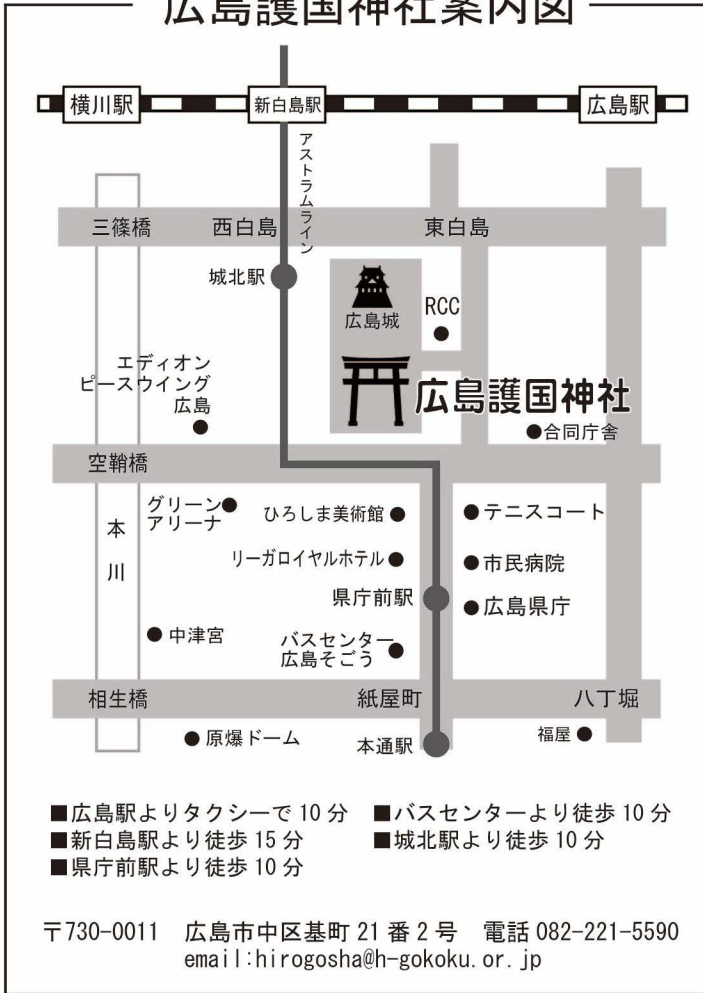 広島護国神社案内図
横川駅
新白島駅
広島駅
アストラムライン
三篠橋
西白島
東白島
城北駅
広島城
RCC
エディオン
ピースウイング
広島
広島護国神社
合同庁舎
空鞘橋
グリーン
アリーナ
ひろしま美術館
テニスコート
本川
リーガロイヤルホテル
市民病院
県庁前駅
広島県庁
中津宮
バスセンター
広島そごう
相生橋
紙屋町
八丁堀
原爆ドーム
本通駅
福屋
■広島駅よりタクシーで10分 ■バスセンターより徒歩10分
■新白島駅より徒歩15分 ■城北駅より徒歩10分
■県庁前駅より徒歩10分
〒730-0011 広島市中区基町21番2号 電話082-221-5590
email:hirogosha@h-gokoku.or.jp